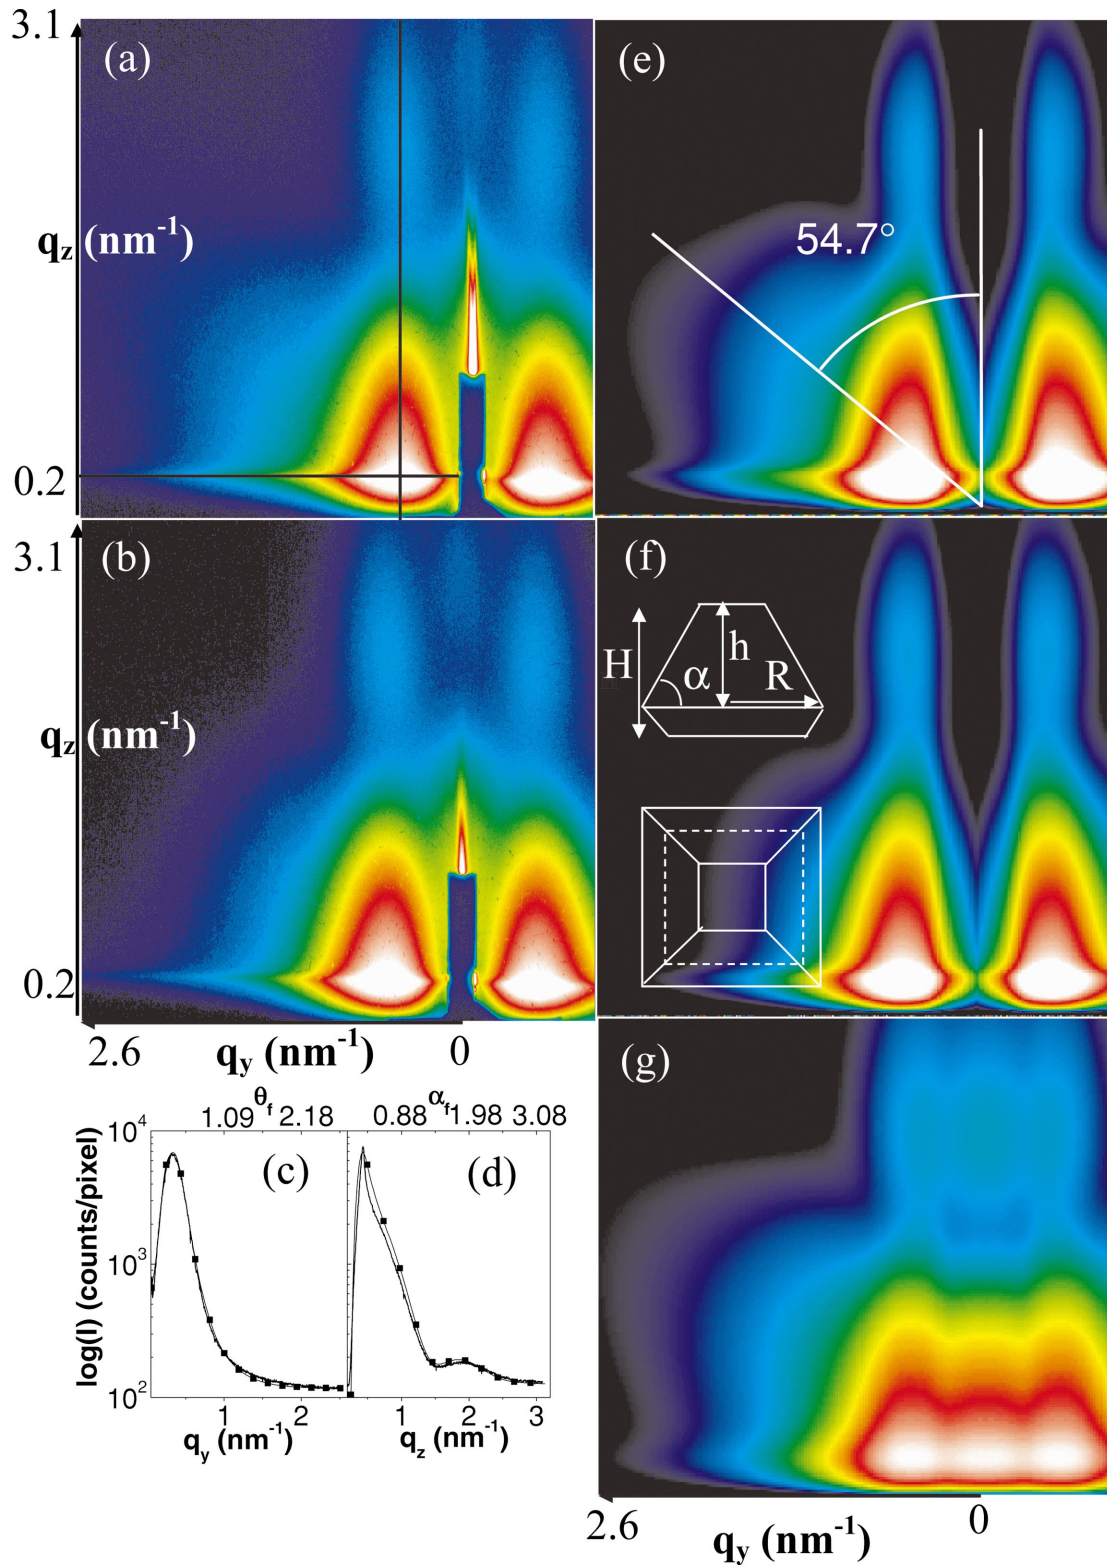 3.1
(a)
q_z (nm^-1)
0.2
(b)
3.1
q_z (nm^-1)
0.2
2.6
q_y (nm^-1)
0
(c)
θ_f
1.09 2.18
10^4
10^3
10^2
log(I) (counts/pixel)
1 2
q_y (nm^-1)
(d)
α_f
0.88 1.98 3.08
1 2 3
q_z (nm^-1)
(e)
54.7°
(f)
H
h
α
R
(g)
2.6
q_y (nm^-1)
0